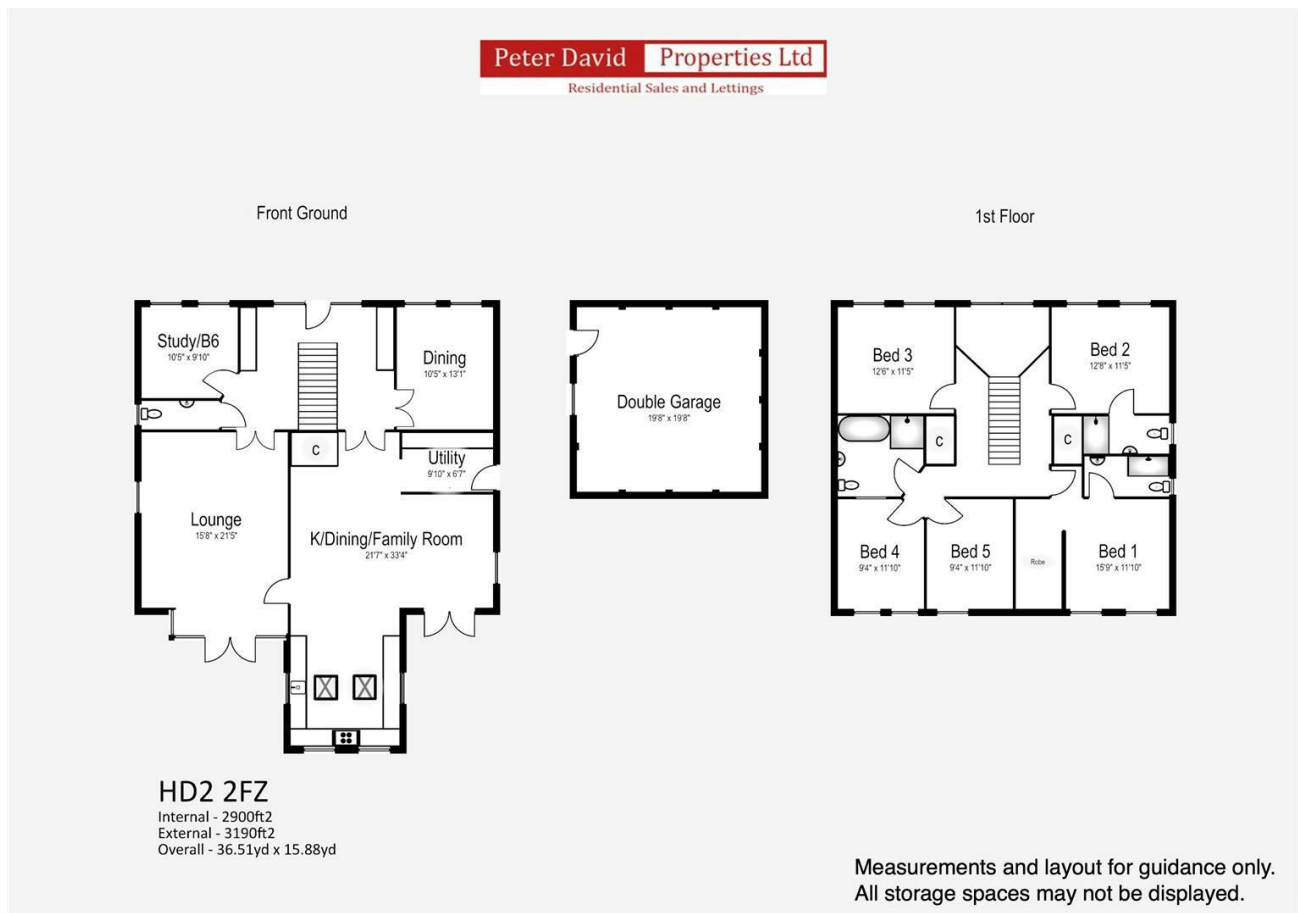 Peter David Properties Ltd
Residential Sales and Lettings
Front Ground
1st Floor
Study/B6
10'5" x 9'10"
Dining
10'5" x 13'1"
C
Utility
9'10" x 6'7"
Lounge
15'8" x 21'5"
K/Dining/Family Room
21'7" x 33'4"
Double Garage
19'8" x 19'8"
Bed 3
12'6" x 11'5"
Bed 2
12'8" x 11'5"
C
C
Bed 4
9'4" x 11'10"
Bed 5
9'4" x 11'10"
Robe
Bed 1
15'9" x 11'10"
HD2 2FZ
Internal - 2900ft2
External - 3190ft2
Overall - 36.51yd x 15.88yd
Measurements and layout for guidance only.
All storage spaces may not be displayed.